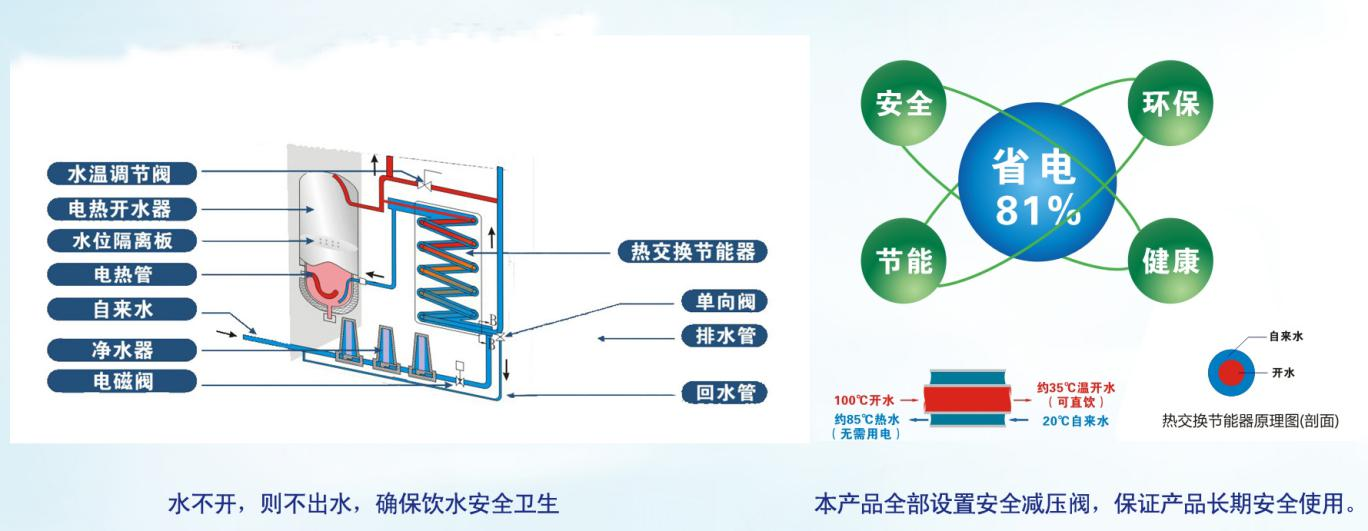 水温调节阀
电热开水器
水位隔离板
电热管
自来水
净水器
电磁阀
热交换节能器
单向阀
排水管
回水管
B
B
安全
环保
省电
81%
节能
健康
100℃开水
约85℃热水
（无需用电）
约35℃温开水
（可直饮）
20℃自来水
自来水
开水
热交换节能器原理图(剖面)
水不开，则不出水，确保饮水安全卫生
本产品全部设置安全减压阀，保证产品长期安全使用。